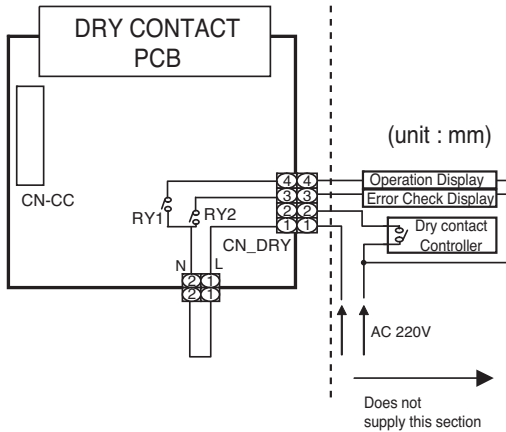 DRY CONTACT
PCB
(unit : mm)
CN-CC
4 4
Operation Display
3 3
Error Check Display
RY1
RY2
2 2
Dry contact
Controller
CN_DRY
1 1
N
L
2 1
2 1
AC 220V
Does not
supply this section